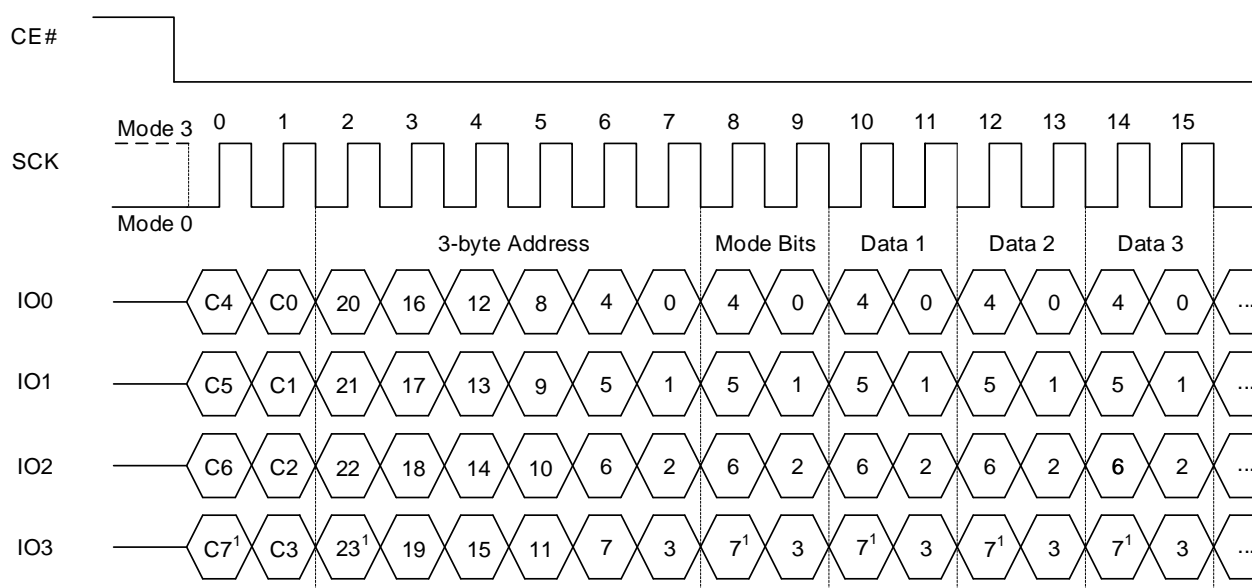 CE#
Mode 3 0 1 2 3 4 5 6 7 8 9 10 11 12 13 14 15
SCK
Mode 0
3-byte Address Mode Bits Data 1 Data 2 Data 3
IO0 C4 C0 20 16 12 8 4 0 4 0 4 0 4 0 4 0 ...
IO1 C5 C1 21 17 13 9 5 1 5 1 5 1 5 1 5 1 ...
IO2 C6 C2 22 18 14 10 6 2 6 2 6 2 6 2 6 2 ...
IO3 C7¹ C3 23¹ 19 15 11 7 3 7¹ 3 7¹ 3 7¹ 3 7¹ 3 ...